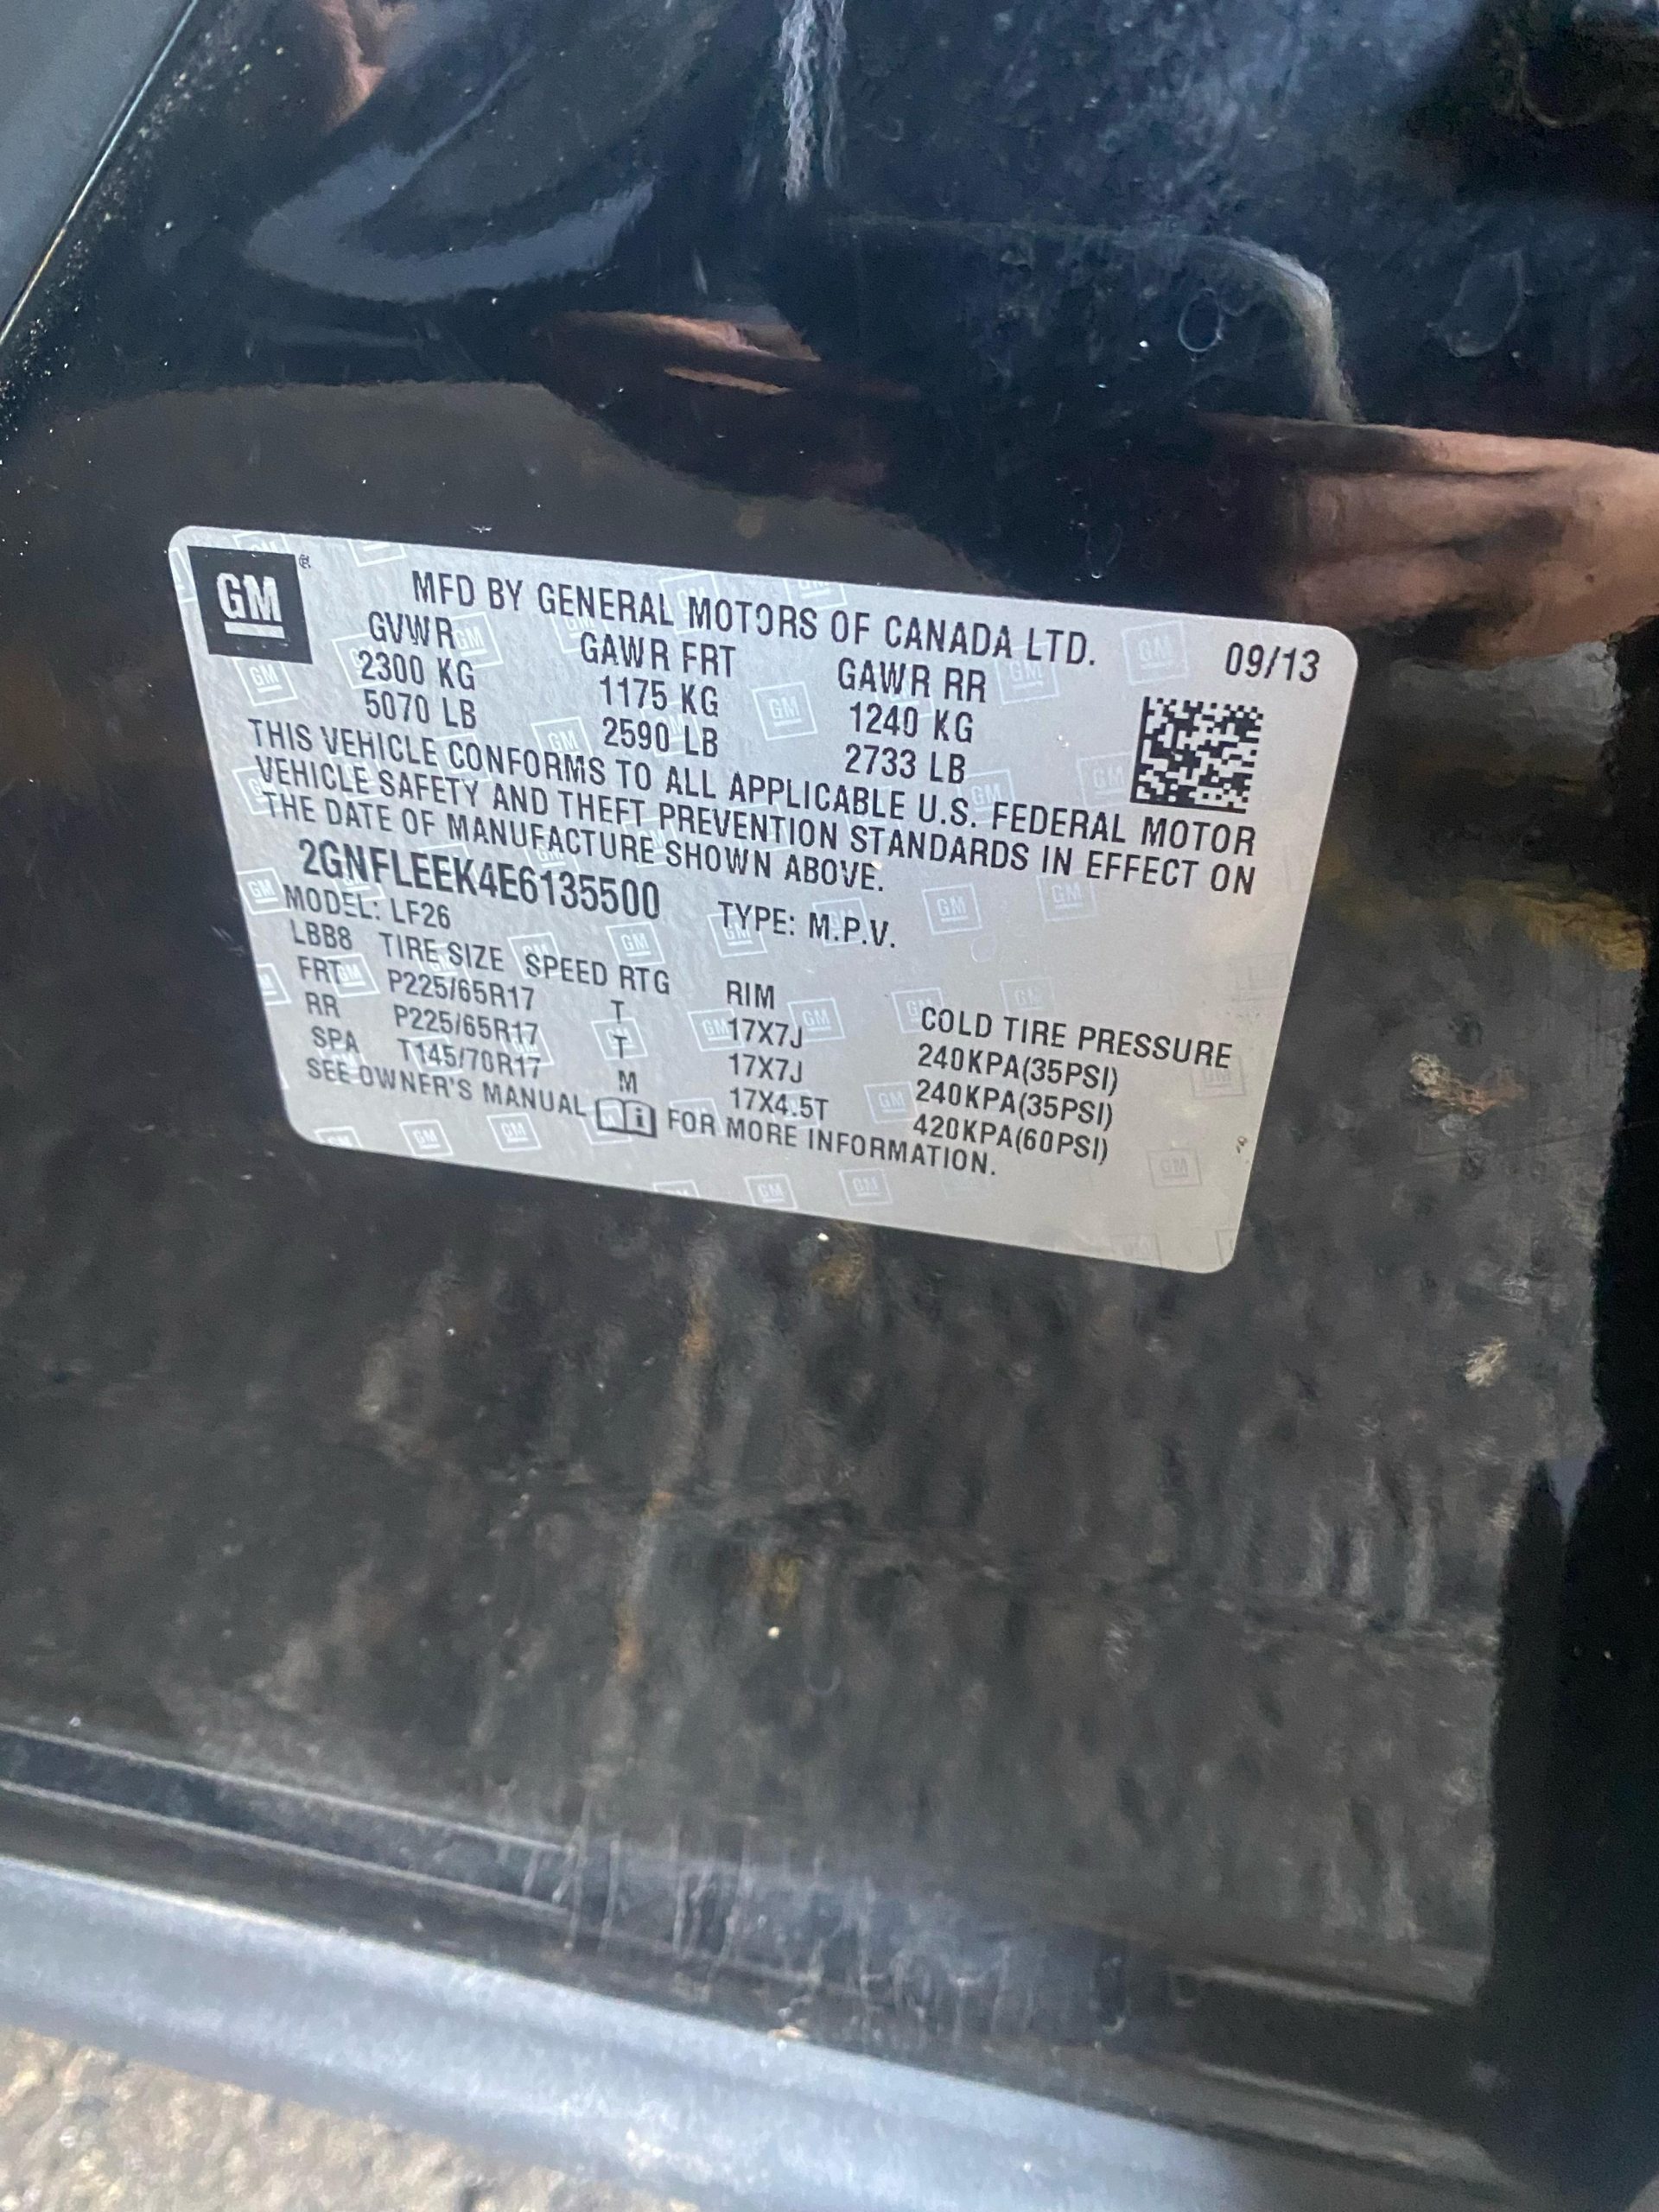 GM
MFD BY GENERAL MOTORS OF CANADA LTD. 09/13
GVWR GAWR FRT GAWR RR
2300 KG 1175 KG 1240 KG
5070 LB 2590 LB 2733 LB
THIS VEHICLE CONFORMS TO ALL APPLICABLE U.S. FEDERAL MOTOR
VEHICLE SAFETY AND THEFT PREVENTION STANDARDS IN EFFECT ON
THE DATE OF MANUFACTURE SHOWN ABOVE.
2GNFLEEK4E6135500 TYPE: M.P.V.
MODEL: LF26
LBB8 TIRE SIZE SPEED RTG RIM COLD TIRE PRESSURE
FRT P225/65R17 T 17X7J 240KPA(35PSI)
RR P225/65R17 T 17X7J 240KPA(35PSI)
SPA T145/70R17 M 17X4.5T 420KPA(60PSI)
SEE OWNER'S MANUAL FOR MORE INFORMATION.